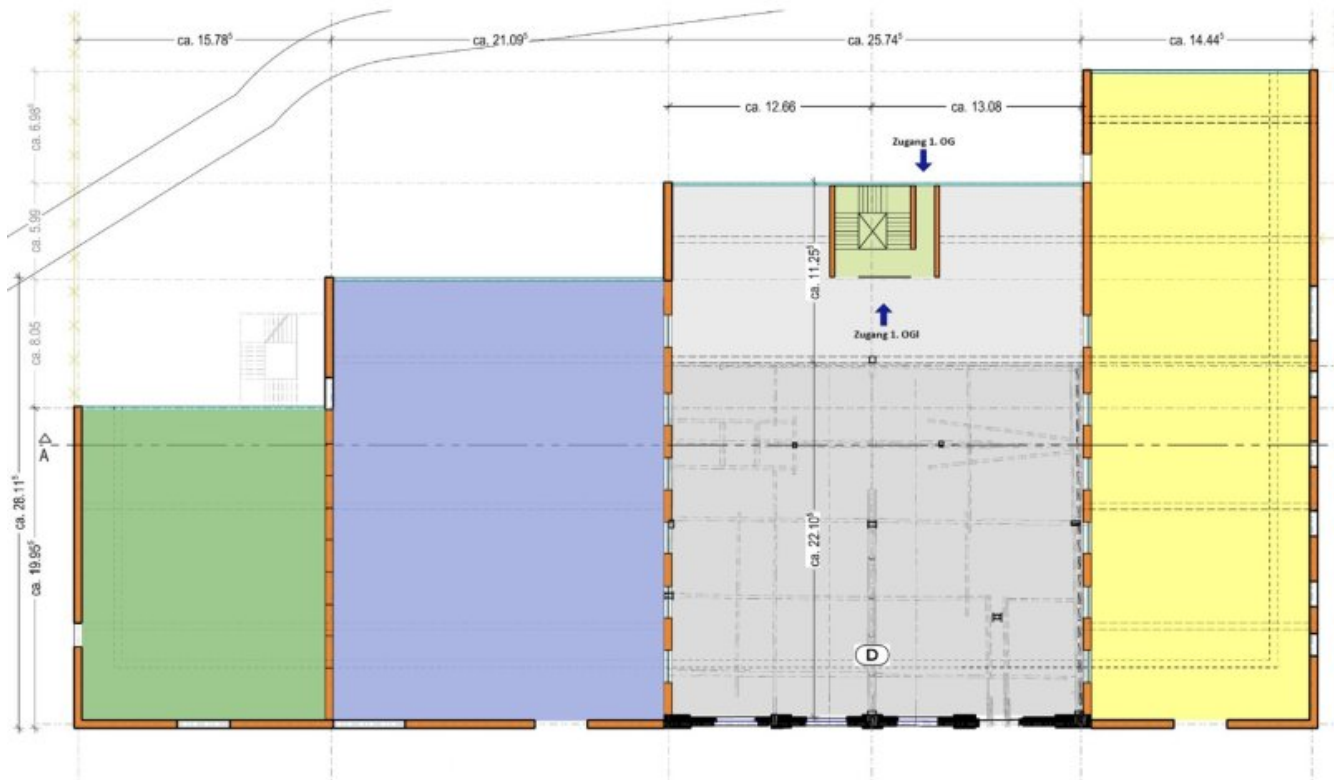 ca. 15.78⁵
ca. 21.09⁵
ca. 25.74⁵
ca. 14.44⁵
ca. 6.98⁵
ca. 12.66
ca. 13.08
Zugang 1. OG
ca. 5.99
ca. 11.25⁵
ca. 8.05
Zugang 1. OGI
A
ca. 28.11⁵
ca. 19.95⁵
ca. 22.10⁵
D